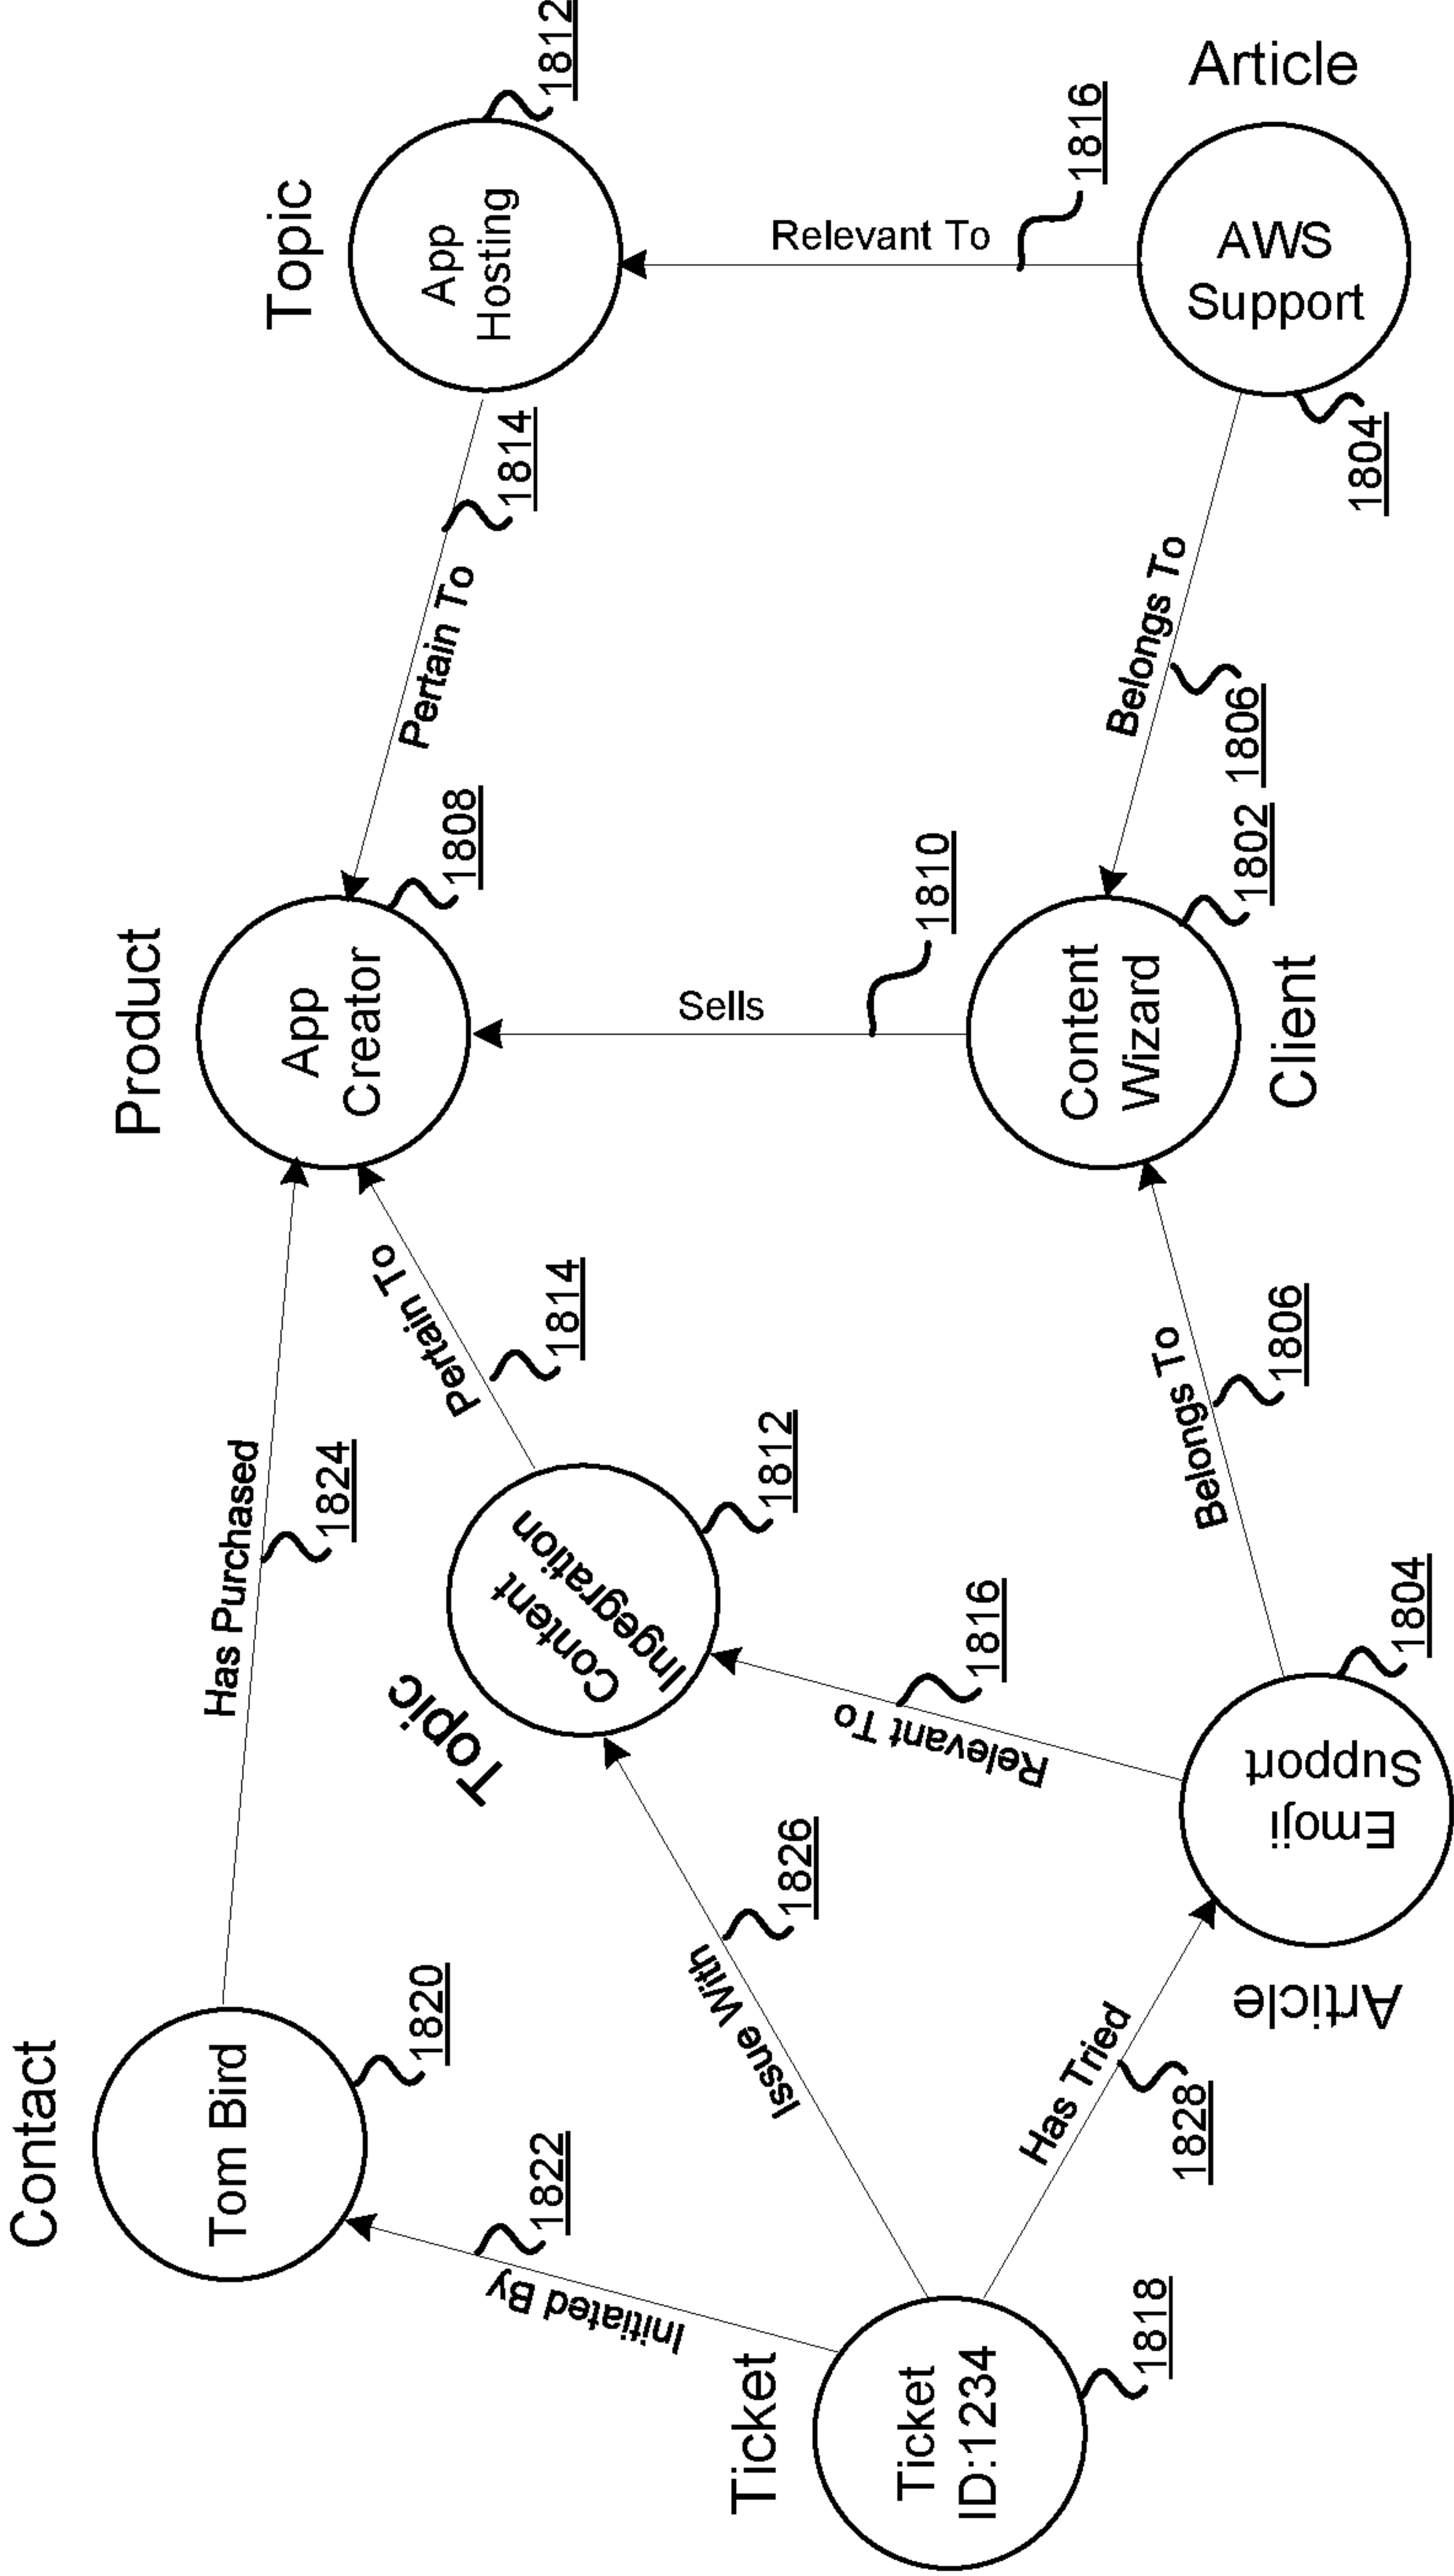 Contact
Tom Bird
1820
Has Purchased
1824
Product
App
Creator
1808
Pertain To
1814
Topic
App
Hosting
1812
Initiated By
1822
Topic
Content
Ingegration
1812
Pertain To
1814
Issue With
1826
Relevant To
1816
Sells
1810
Relevant To
1816
Ticket
Ticket
ID:1234
1818
Has Tried
1828
Article
Emoji
Support
1804
Belongs To
1806
Content
Wizard
Client
1802
Belongs To
1806
AWS
Support
Article
1804